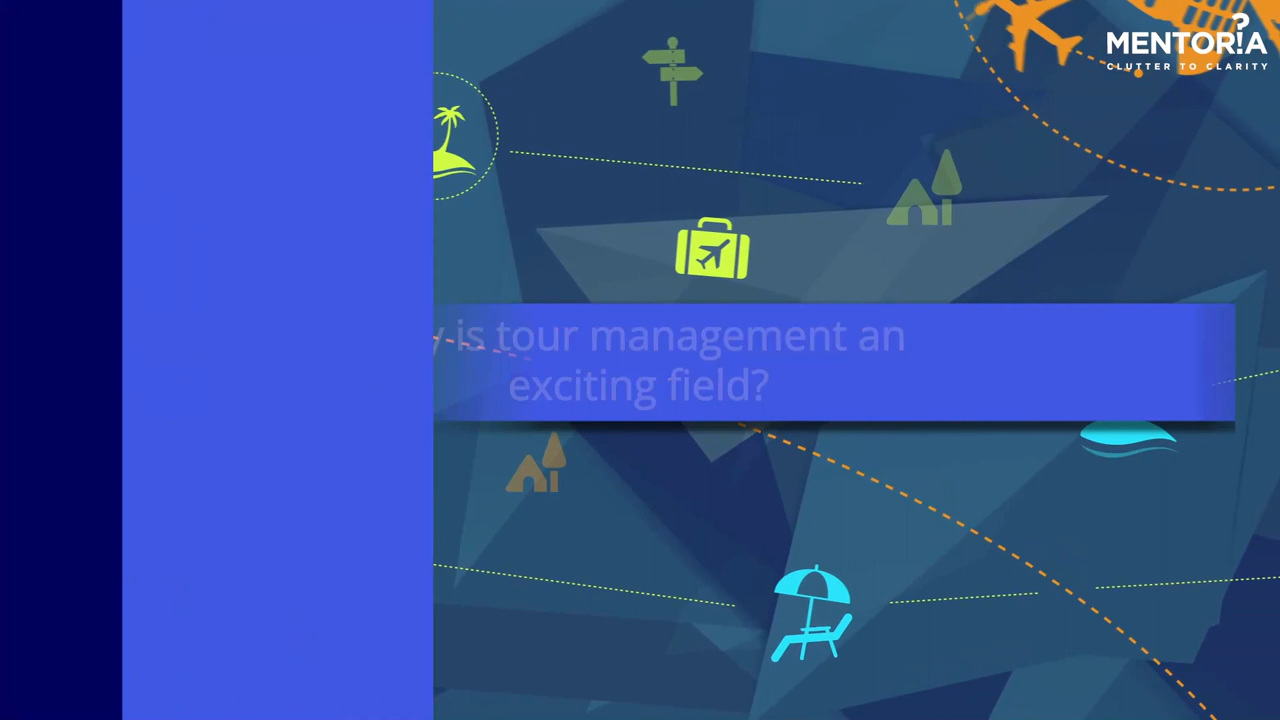 MENTORIA
CLUTTER TO CLARITY
y is tour management an
exciting field?